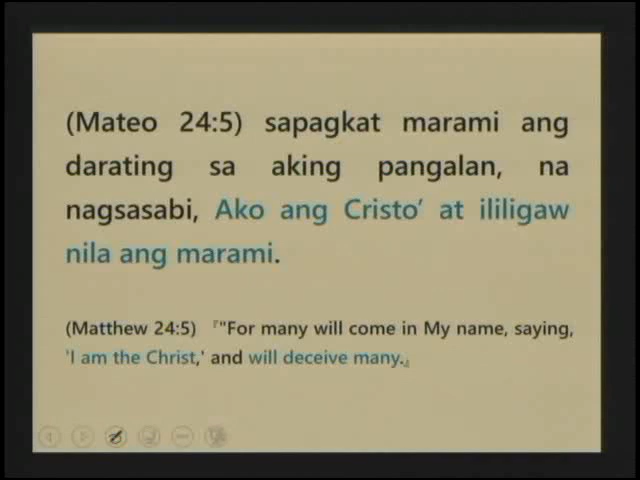 (Mateo 24:5) sapagkat marami ang
darating sa aking pangalan, na
nagsasabi, Ako ang Cristo’ at ililigaw
nila ang marami.
(Matthew 24:5) 『"For many will come in My name, saying,
'I am the Christ,' and will deceive many.』